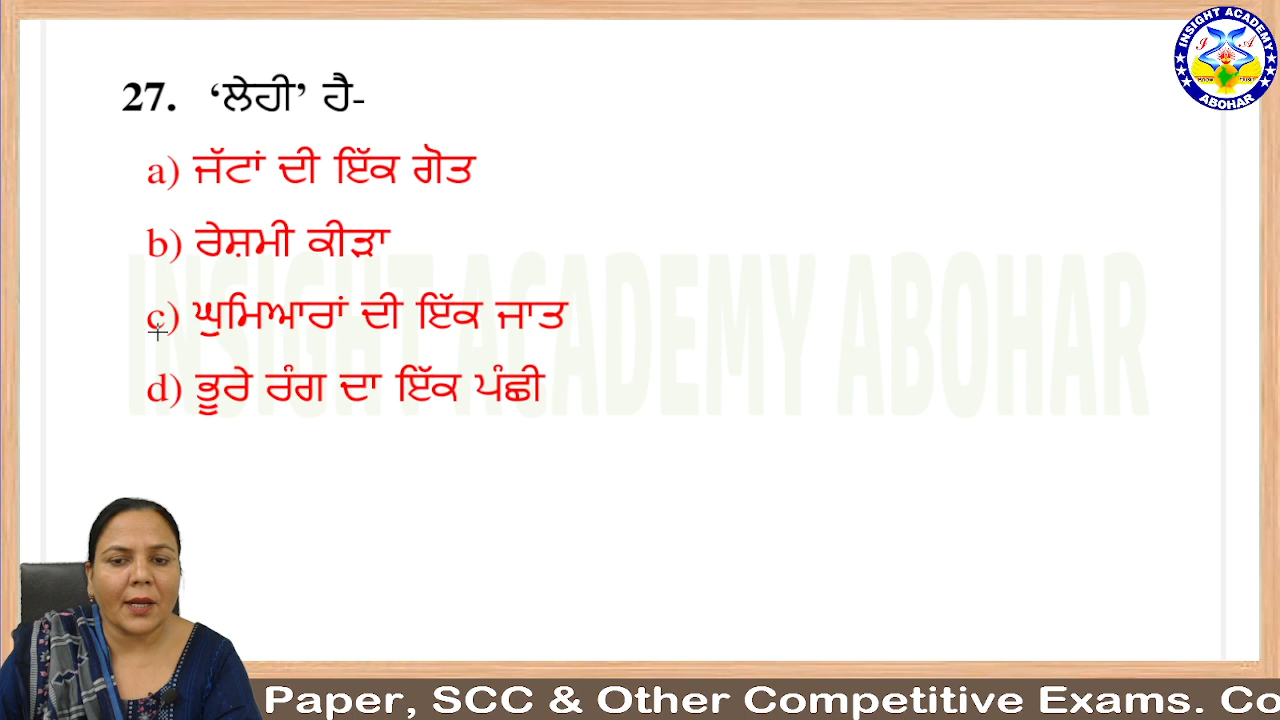 27. ‘ਲੇਹੀ’ ਹੈ-
a) ਜੱਟਾਂ ਦੀ ਇੱਕ ਗੋਤ
b) ਰੇਸ਼ਮੀ ਕੀੜਾ
c) ਘੁਮਿਆਰਾਂ ਦੀ ਇੱਕ ਜਾਤ
d) ਭੂਰੇ ਰੰਗ ਦਾ ਇੱਕ ਪੰਛੀ
INSIGHT ACADEMY ABOHAR
INSIGHT ACADEMY
I A
ABOHAR
Paper, SCC & Other Competitive Exams. Co